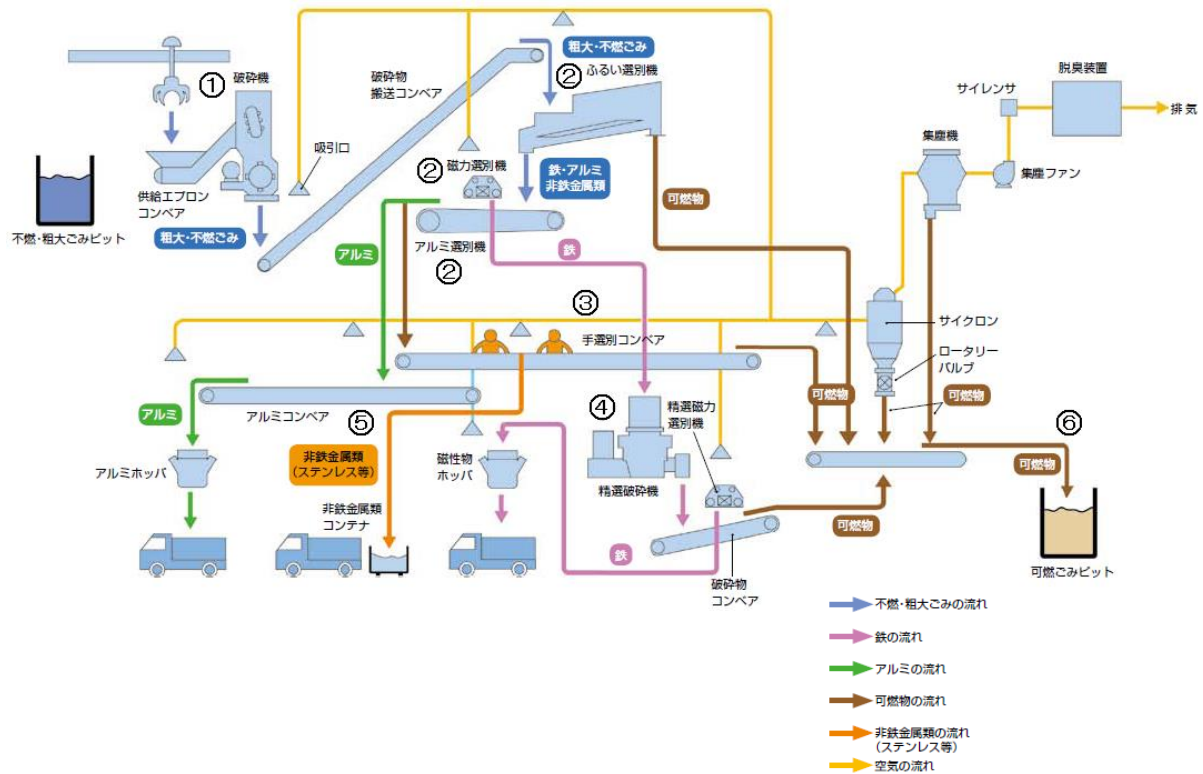 ①
破砕機
供給エプロン
コンベア
不燃・粗大ごみピット
粗大・不燃ごみ
吸引口
破砕物
搬送コンベア
粗大・不燃ごみ
②
ふるい選別機
②
磁力選別機
鉄・アルミ
非鉄金属類
アルミ選別機
②
アルミ
鉄
可燃物
サイレンサ
脱臭装置
排気
集塵機
集塵ファン
③
手選別コンベア
サイクロン
ロータリー
バルブ
可燃物
可燃物
アルミコンベア
アルミ
アルミホッパ
⑤
非鉄金属類
(ステンレス等)
非鉄金属類
コンテナ
磁性物
ホッパ
④
精選磁力
選別機
精選破砕機
鉄
破砕物
コンベア
可燃物
⑥
可燃物
可燃ごみピット
不燃・粗大ごみの流れ
鉄の流れ
アルミの流れ
可燃物の流れ
非鉄金属類の流れ
(ステンレス等)
空気の流れ